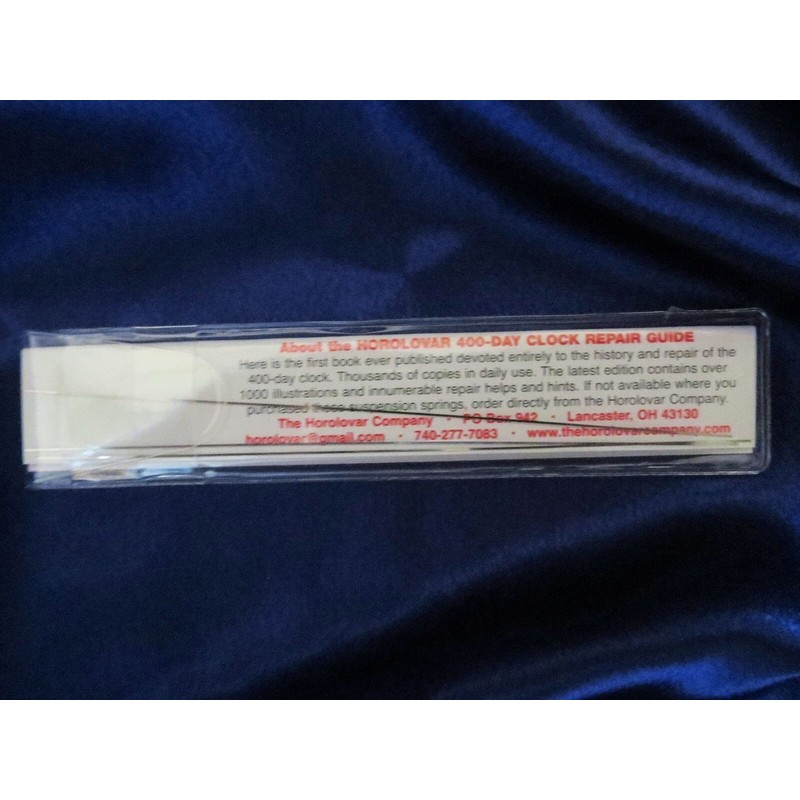 About the HOROLOVAR 400-DAY CLOCK REPAIR GUIDE
Here is the first book ever published devoted entirely to the history and repair of the
400-day clock. Thousands of copies in daily use. The latest edition contains over
1000 illustrations and innumerable repair helps and hints. If not available where you
purchased these suspension springs, order directly from the Horolovar Company.
The Horolovar Company · PO Box 942 · Lancaster, OH 43130
horolovar@gmail.com · 740-277-7083 · www.thehorolovarcompany.com